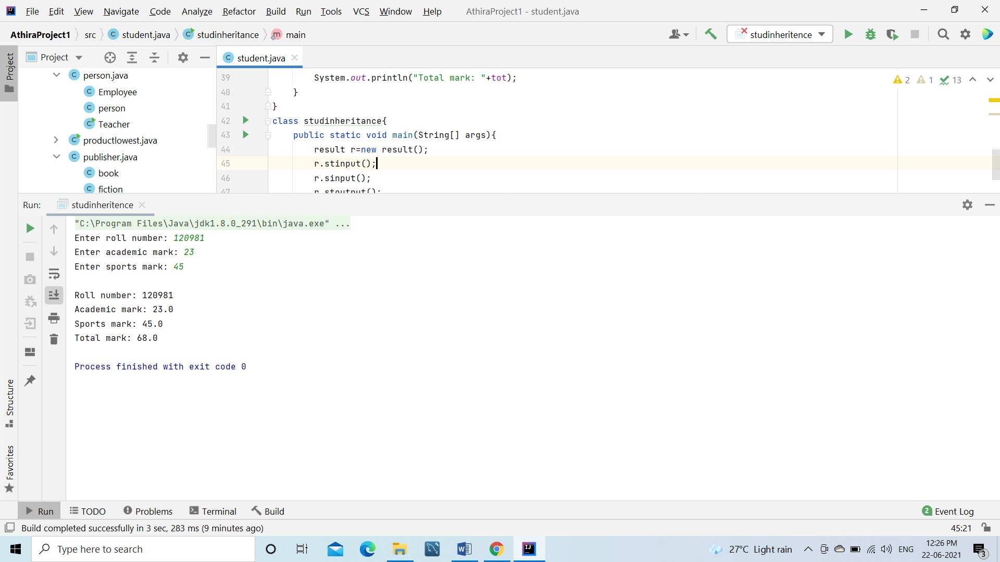 File Edit View Navigate Code Analyze Refactor Build Run Tools VCS Window Help AthiraProject1 - student.java
AthiraProject1 src student.java studinheritance main studinheritence
Project
Project
student.java
person.java
Employee
person
Teacher
productlowest.java
publisher.java
book
fiction
39 System.out.println("Total mark: "+tot);
40 }
41 }
42 class studinheritance{
43 public static void main(String[] args){
44 result r=new result();
45 r.stinput();
46 r.sinput();
47 r.stoutput();
2 1 13
Run: studinheritence
"C:\Program Files\Java\jdk1.8.0_291\bin\java.exe" ...
Enter roll number: 120981
Enter academic mark: 23
Enter sports mark: 45
Roll number: 120981
Academic mark: 23.0
Sports mark: 45.0
Total mark: 68.0
Process finished with exit code 0
Structure
Favorites
Run TODO Problems Terminal Build 2 Event Log
Build completed successfully in 3 sec, 283 ms (9 minutes ago) 45:21
Type here to search
27°C Light rain ENG
12:26 PM
22-06-2021
3